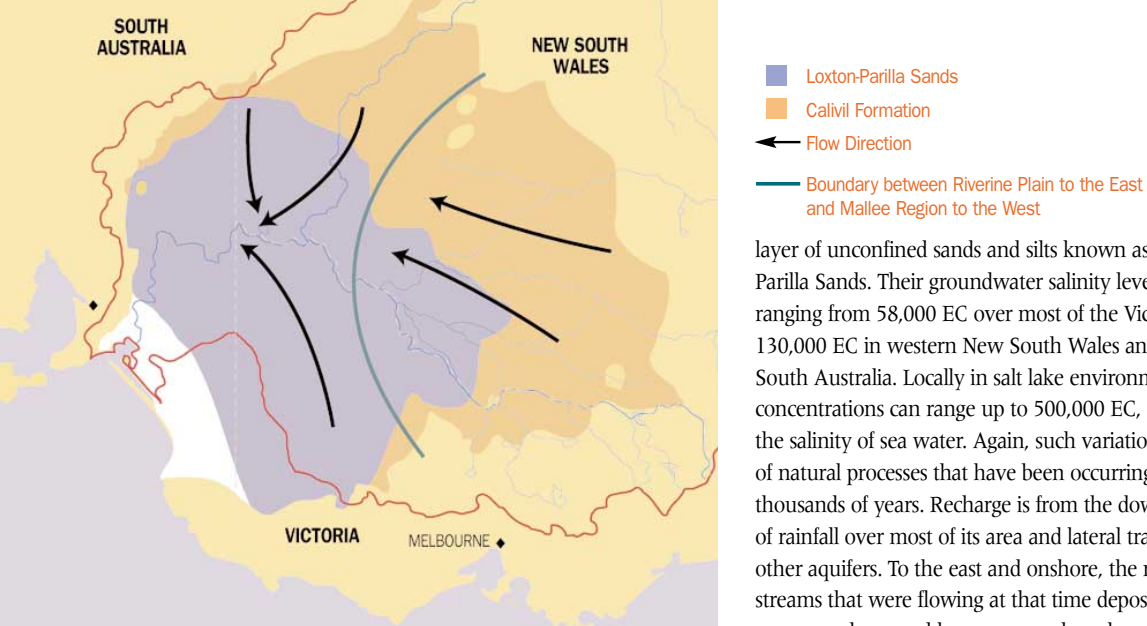 SOUTH
AUSTRALIA
NEW SOUTH
WALES
VICTORIA
MELBOURNE
Loxton-Parilla Sands
Calivil Formation
Flow Direction
Boundary between Riverine Plain to the East
and Mallee Region to the West
layer of unconfined sands and silts known as
Parilla Sands. Their groundwater salinity leve
ranging from 58,000 EC over most of the Vic
130,000 EC in western New South Wales an
South Australia. Locally in salt lake environm
concentrations can range up to 500,000 EC,
the salinity of sea water. Again, such variatio
of natural processes that have been occurring
thousands of years. Recharge is from the dow
of rainfall over most of its area and lateral tra
other aquifers. To the east and onshore, the
streams that were flowing at that time depos